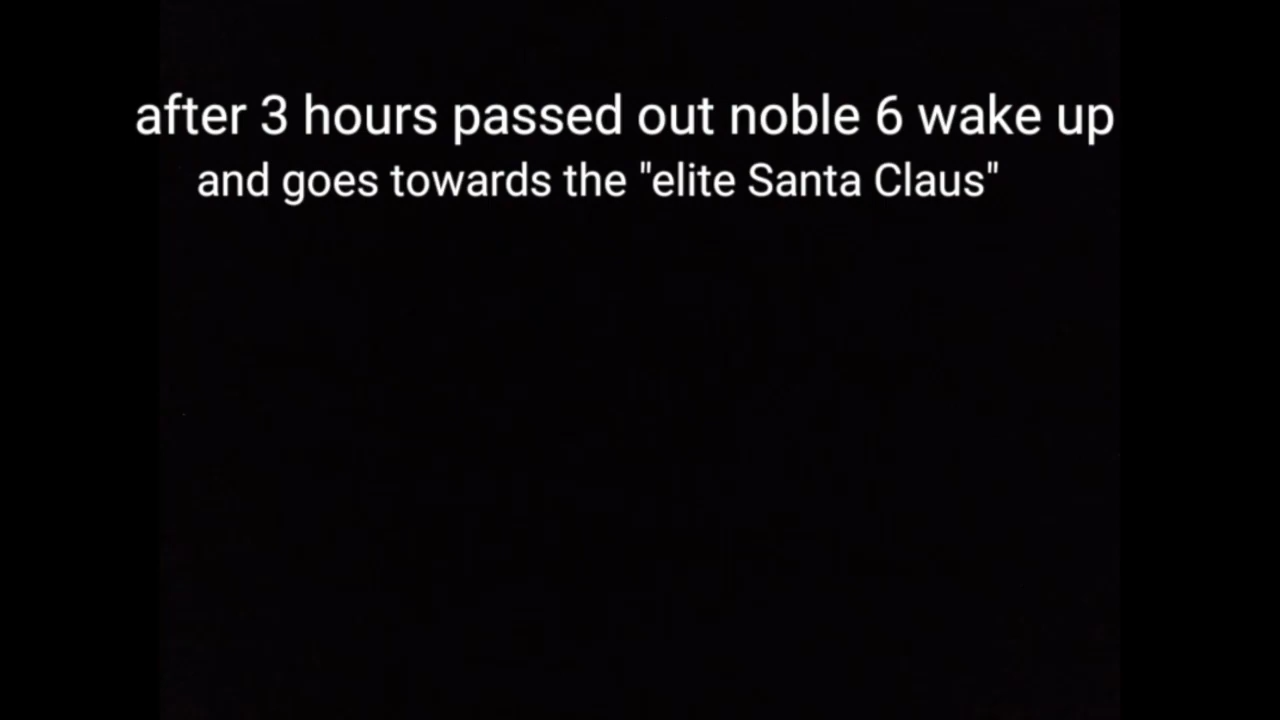 after 3 hours passed out noble 6 wake up
and goes towards the "elite Santa Claus"